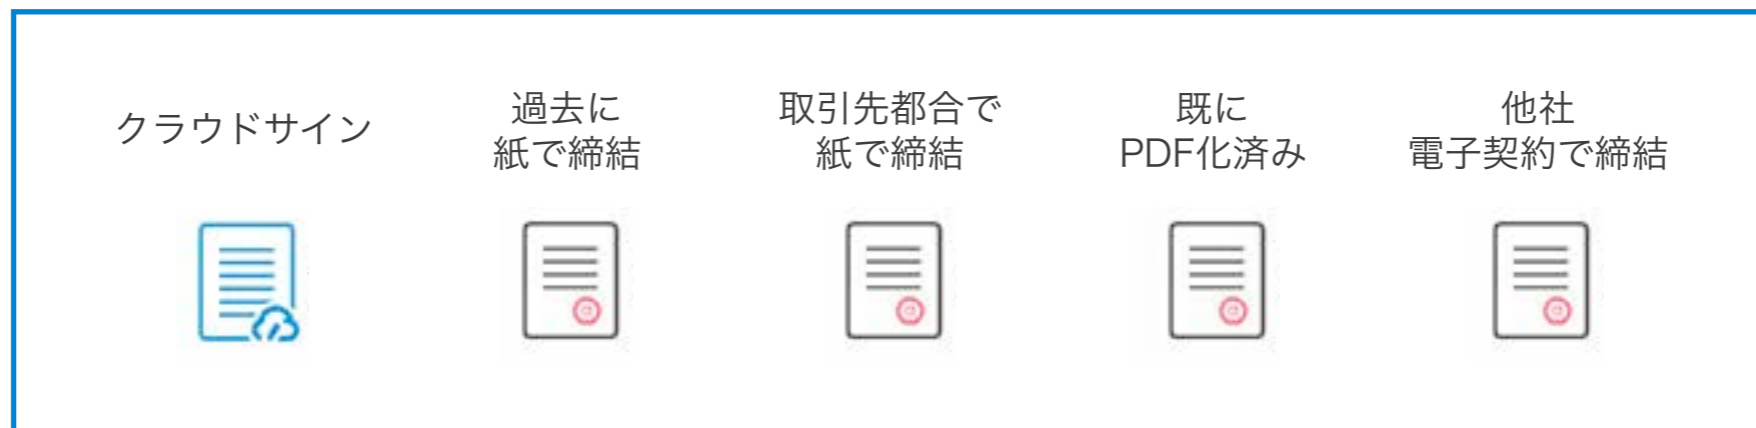 クラウドサイン
過去に
紙で締結
取引先都合で
紙で締結
既に
PDF化済み
他社
電子契約で締結